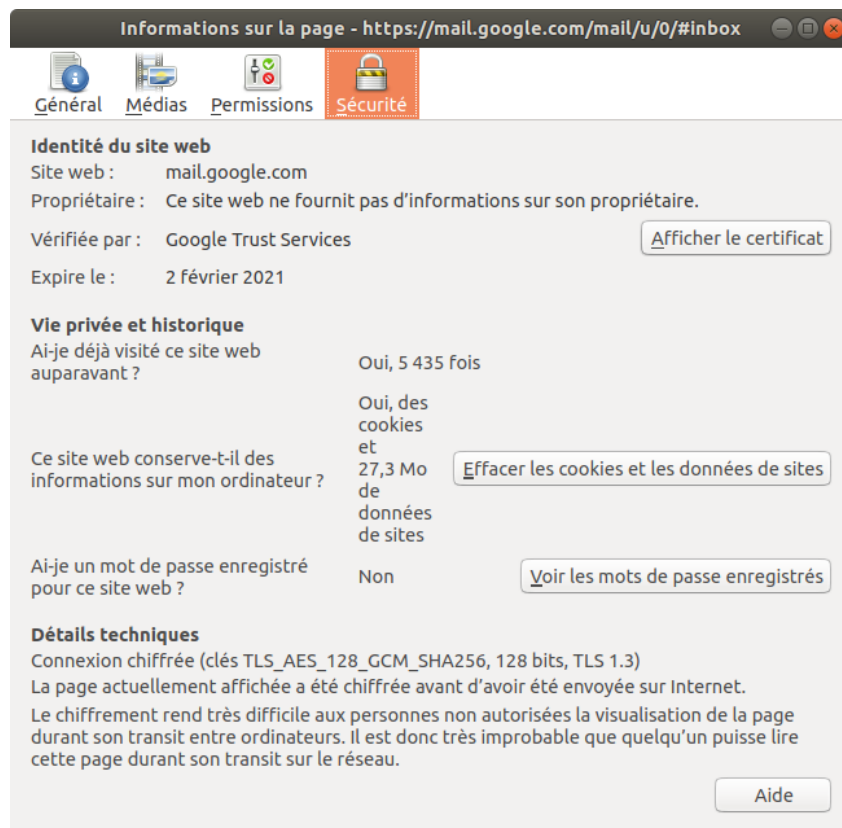 Informations sur la page - https://mail.google.com/mail/u/0/#inbox
Général Médias Permissions Sécurité
Identité du site web
Site web : mail.google.com
Propriétaire : Ce site web ne fournit pas d’informations sur son propriétaire.
Vérifiée par : Google Trust Services Afficher le certificat
Expire le : 2 février 2021
Vie privée et historique
Ai-je déjà visité ce site web
auparavant ?
Oui, 5 435 fois
Ce site web conserve-t-il des
informations sur mon ordinateur ?
Oui, des
cookies
et
27,3 Mo
de
données
de sites
Effacer les cookies et les données de sites
Ai-je un mot de passe enregistré
pour ce site web ?
Non
Voir les mots de passe enregistrés
Détails techniques
Connexion chiffrée (clés TLS_AES_128_GCM_SHA256, 128 bits, TLS 1.3)
La page actuellement affichée a été chiffrée avant d’avoir été envoyée sur Internet.
Le chiffrement rend très difficile aux personnes non autorisées la visualisation de la page
durant son transit entre ordinateurs. Il est donc très improbable que quelqu’un puisse lire
cette page durant son transit sur le réseau.
Aide